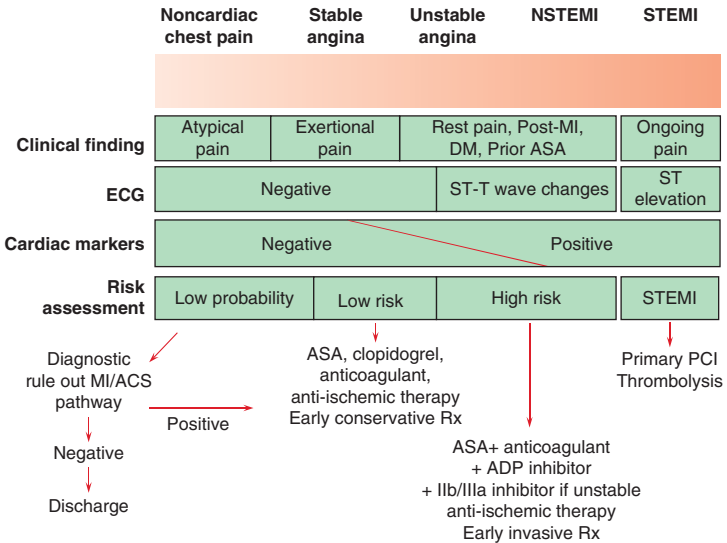 Noncardiac
chest pain
Stable
angina
Unstable
angina
NSTEMI
STEMI
Clinical finding
Atypical
pain
Exertional
pain
Rest pain, Post-MI,
DM, Prior ASA
Ongoing
pain
ECG
Negative
ST-T wave changes
ST
elevation
Cardiac markers
Negative
Positive
Risk
assessment
Low probability
Low risk
High risk
STEMI
Diagnostic
rule out MI/ACS
pathway
Positive
Negative
Discharge
ASA, clopidogrel,
anticoagulant,
anti-ischemic therapy
Early conservative Rx
ASA+ anticoagulant
+ ADP inhibitor
+ IIb/IIIa inhibitor if unstable
anti-ischemic therapy
Early invasive Rx
Primary PCI
Thrombolysis